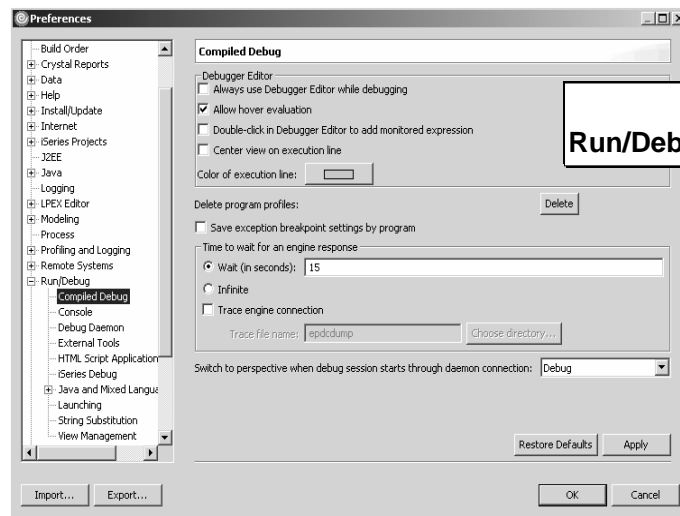 Preferences
Build Order
Crystal Reports
Data
Help
Install/Update
Internet
iSeries Projects
J2EE
Java
Logging
LPEX Editor
Modeling
Process
Profiling and Logging
Remote Systems
Run/Debug
Compiled Debug
Console
Debug Daemon
External Tools
HTML Script Application
iSeries Debug
Java and Mixed Langua
Launching
String Substitution
View Management
Compiled Debug
Debugger Editor
Always use Debugger Editor while debugging
Allow hover evaluation
Double-click in Debugger Editor to add monitored expression
Center view on execution line
Color of execution line:
Run/Deb
Delete program profiles: Delete
Save exception breakpoint settings by program
Time to wait for an engine response
Wait (in seconds): 15
Infinite
Trace engine connection
Trace file name: epdcdump Choose directory...
Switch to perspective when debug session starts through daemon connection: Debug
Restore Defaults Apply
Import... Export... OK Cancel